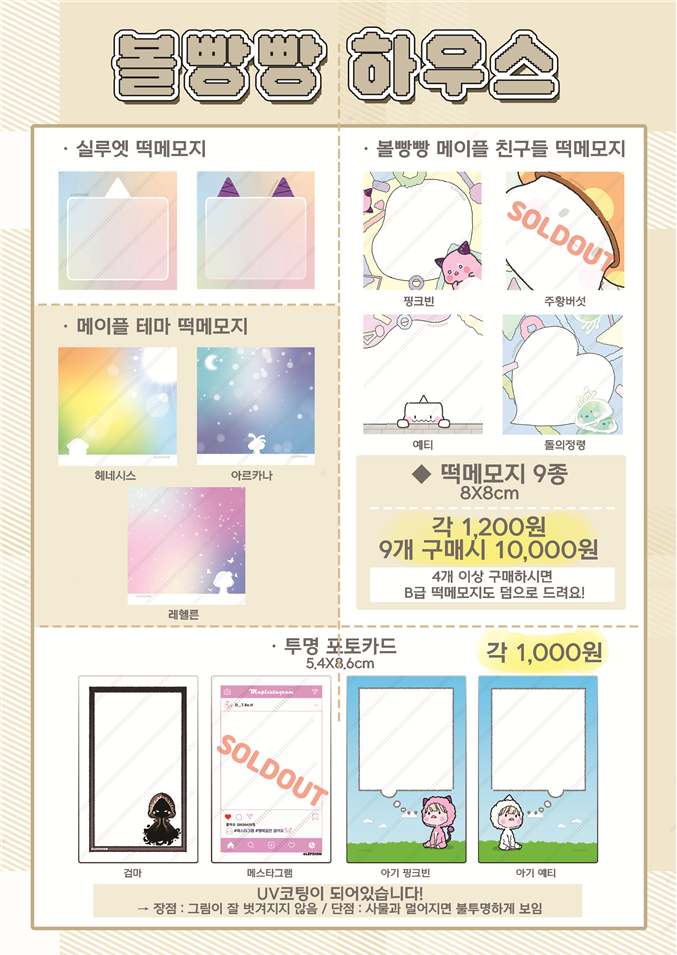 볼빵빵 하우스
· 실루엣 떡메모지
· 볼빵빵 메이플 친구들 떡메모지
SOLDOUT
핑크빈
주황버섯
· 메이플 테마 떡메모지
헤네시스
아르카나
레헬른
예티
돌의정령
◆ 떡메모지 9종
8X8cm
각 1,200원
9개 구매시 10,000원
4개 이상 구매하시면
B급 떡메모지도 덤으로 드려요!
· 투명 포토카드
5.4X8.6cm
각 1,000원
Maplestagram
SOLDOUT
검마
메스타그램
아기 핑크빈
아기 예티
UV코팅이 되어있습니다!
→ 장점 : 그림이 잘 벗겨지지 않음 / 단점 : 사물과 멀어지면 불투명하게 보임